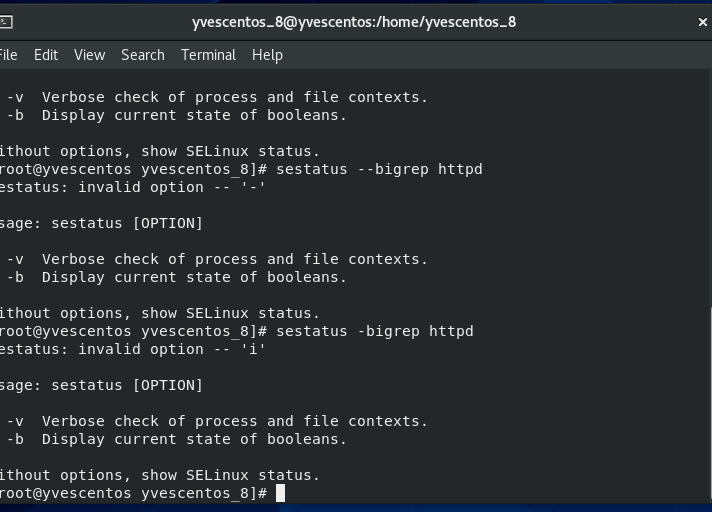 yvescentos_8@yvescentos:/home/yvescentos_8
File Edit View Search Terminal Help
-v Verbose check of process and file contexts.
-b Display current state of booleans.
ithout options, show SELinux status.
root@yvescentos yvescentos_8]# sestatus --bigrep httpd
estatus: invalid option -- '-'
sage: sestatus [OPTION]
-v Verbose check of process and file contexts.
-b Display current state of booleans.
ithout options, show SELinux status.
root@yvescentos yvescentos_8]# sestatus -bigrep httpd
estatus: invalid option -- 'i'
sage: sestatus [OPTION]
-v Verbose check of process and file contexts.
-b Display current state of booleans.
ithout options, show SELinux status.
root@yvescentos yvescentos_8]#